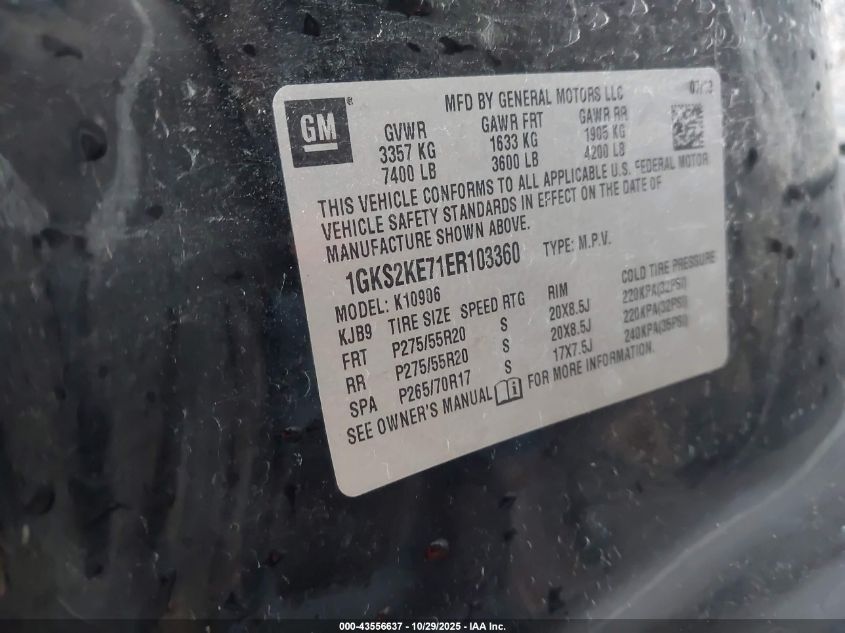 MFD BY GENERAL MOTORS LLC
GM ®
GVWR GAWR FRT GAWR RR
3357 KG 1633 KG 1905 KG
7400 LB 3600 LB 4200 LB
THIS VEHICLE CONFORMS TO ALL APPLICABLE U.S. FEDERAL MOTOR
VEHICLE SAFETY STANDARDS IN EFFECT ON THE DATE OF
MANUFACTURE SHOWN ABOVE.
1GKS2KE71ER103360 TYPE: M.P.V.
MODEL: K10906
KJB9 TIRE SIZE SPEED RTG RIM COLD TIRE PRESSURE
FRT P275/55R20 S 20X8.5J 220KPA(32PSI)
RR P275/55R20 S 20X8.5J 220KPA(32PSI)
SPA P265/70R17 S 17X7.5J 240KPA(35PSI)
SEE OWNER'S MANUAL FOR MORE INFORMATION.
000-43556637 - 10/29/2025 - IAA Inc.